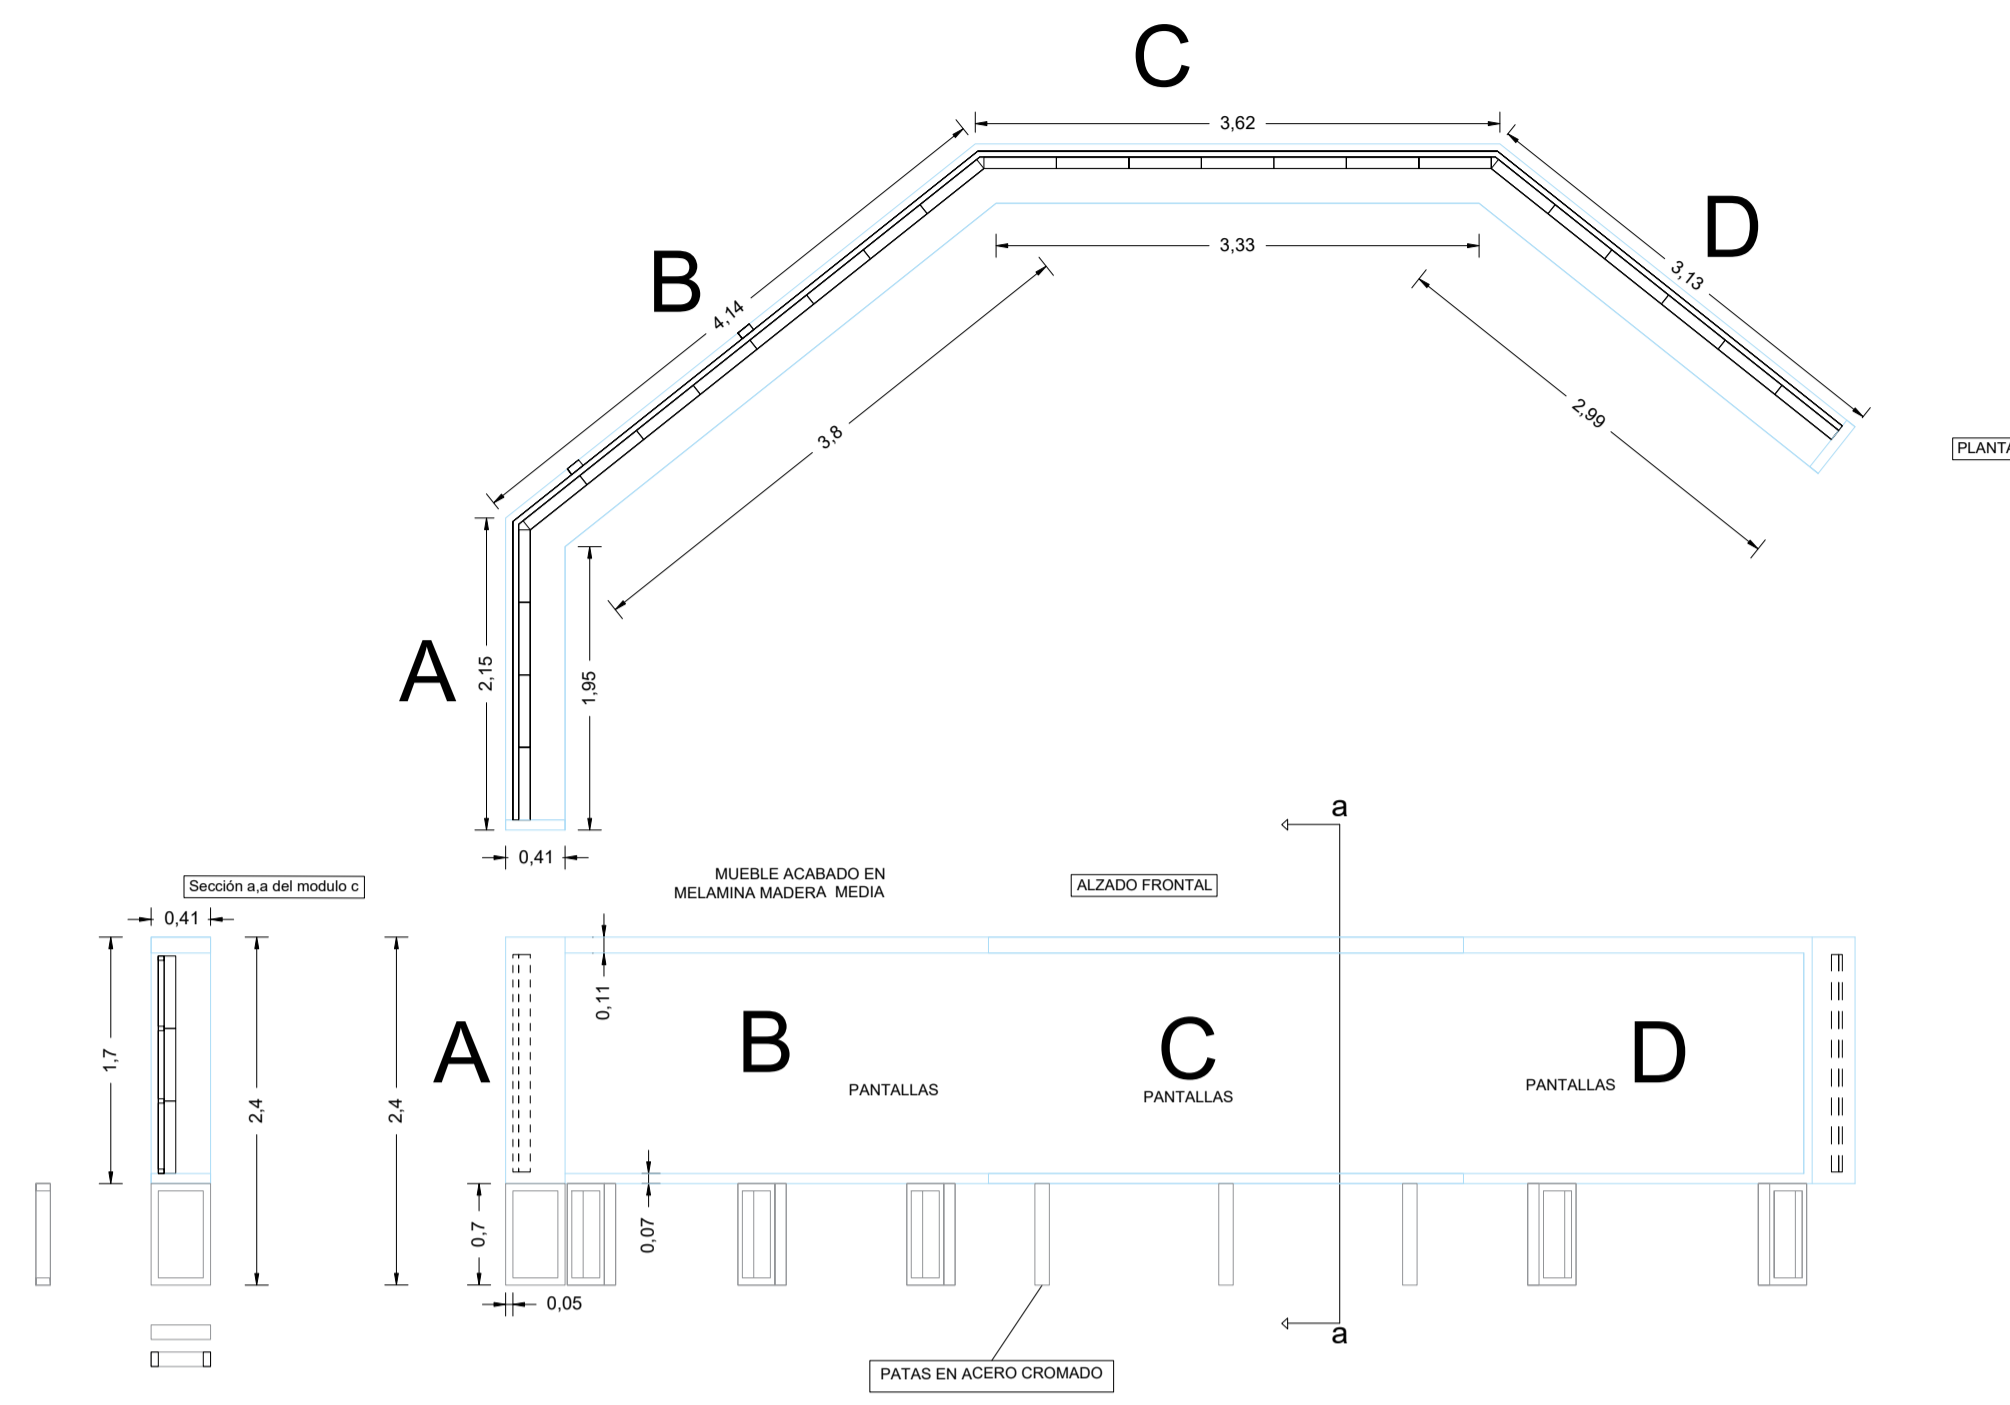 C
3,62
D
B
3,13
4,14
3,33
2,99
3,8
PLANTA
A
2,15
1,95
a
0,41
MUEBLE ACABADO EN
MELAMINA MADERA MEDIA
Sección a,a del modulo c
ALZADO FRONTAL
0,41
0,11
A
B
C
D
1,7
2,4
2,4
PANTALLAS
PANTALLAS
PANTALLAS
0,7
0,07
0,05
a
PATAS EN ACERO CROMADO